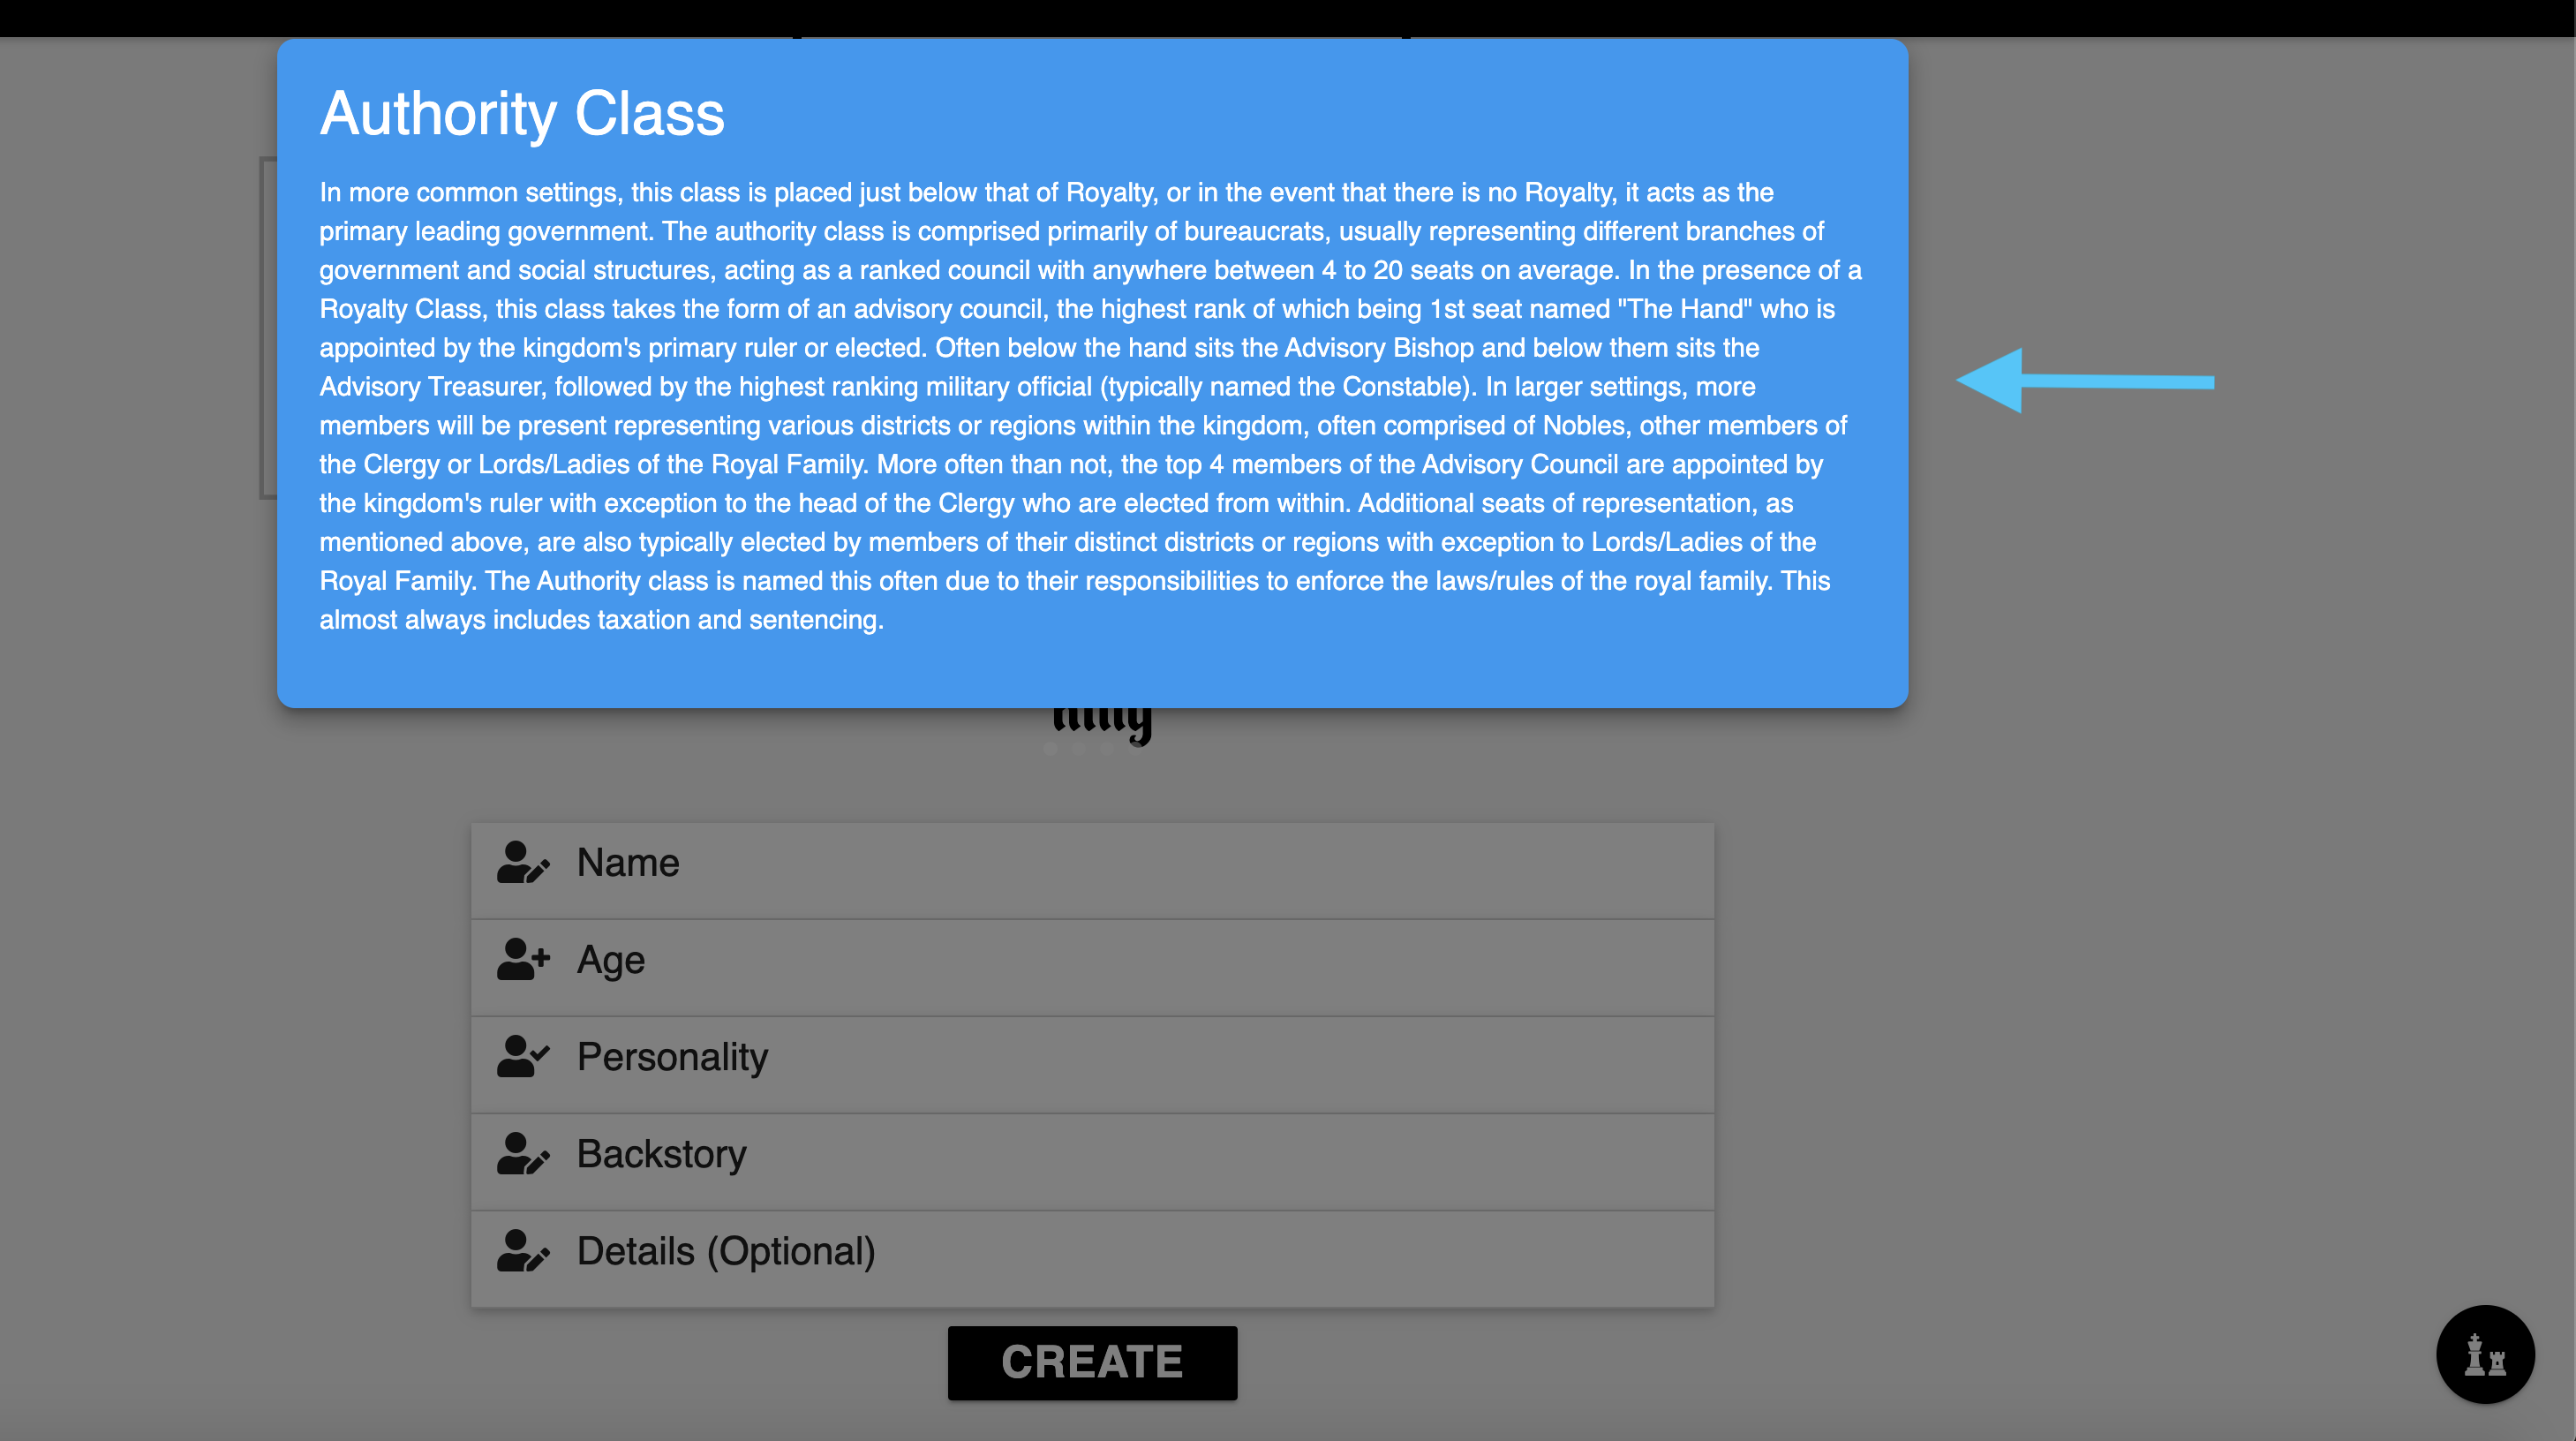 Authority Class
In more common settings, this class is placed just below that of Royalty, or in the event that there is no Royalty, it acts as the
primary leading government. The authority class is comprised primarily of bureaucrats, usually representing different branches of
government and social structures, acting as a ranked council with anywhere between 4 to 20 seats on average. In the presence of a
Royalty Class, this class takes the form of an advisory council, the highest rank of which being 1st seat named "The Hand" who is
appointed by the kingdom's primary ruler or elected. Often below the hand sits the Advisory Bishop and below them sits the
Advisory Treasurer, followed by the highest ranking military official (typically named the Constable). In larger settings, more
members will be present representing various districts or regions within the kingdom, often comprised of Nobles, other members of
the Clergy or Lords/Ladies of the Royal Family. More often than not, the top 4 members of the Advisory Council are appointed by
the kingdom's ruler with exception to the head of the Clergy who are elected from within. Additional seats of representation, as
mentioned above, are also typically elected by members of their distinct districts or regions with exception to Lords/Ladies of the
Royal Family. The Authority class is named this often due to their responsibilities to enforce the laws/rules of the royal family. This
almost always includes taxation and sentencing.
Name
Age
Personality
Backstory
Details (Optional)
CREATE